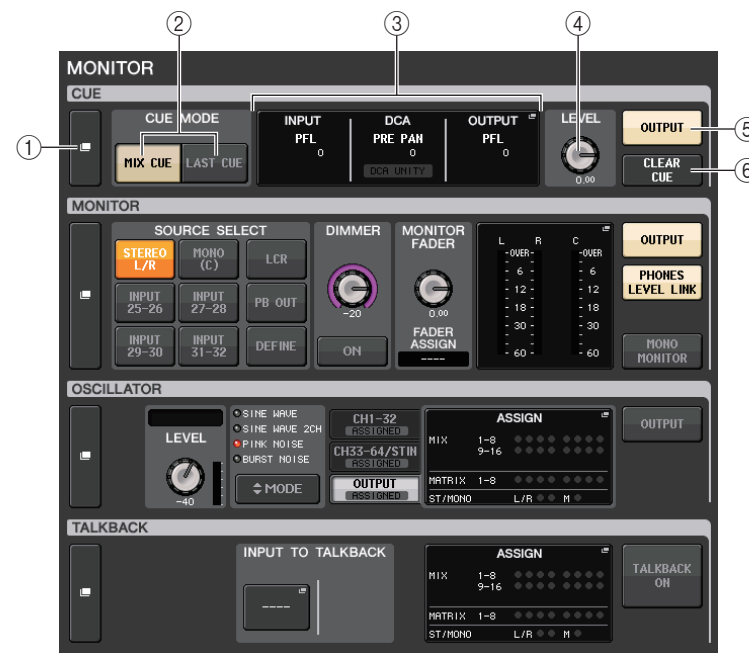 ② ③ ④
MONITOR
CUE
①
CUE MODE
MIX CUE LAST CUE
INPUT DCA OUTPUT
PFL PRE PAN PFL
0 0 0
DCA UNITY
LEVEL
0.00
OUTPUT ⑤
CLEAR CUE ⑥
MONITOR
SOURCE SELECT
STEREO L/R MONO (C) LCR
INPUT 25-26 INPUT 27-28 PB OUT
INPUT 29-30 INPUT 31-32 DEFINE
DIMMER
-20
ON
MONITOR FADER
0.00
FADER ASSIGN
----
L R C
-OVER- -OVER
- 6 - - 6
- 12 - - 12
- 18 - - 18
- 30 - - 30
- 60 - - 60
OUTPUT
PHONES LEVEL LINK
MONO MONITOR
OSCILLATOR
LEVEL
-40
SINE WAVE
SINE WAVE 2CH
PINK NOISE
BURST NOISE
MODE
CH1-32
ASSIGNED
CH33-64/STIN
ASSIGNED
OUTPUT
ASSIGNED
ASSIGN
MIX 1-8
9-16
MATRIX 1-8
ST/MONO L/R M
OUTPUT
TALKBACK
INPUT TO TALKBACK
----
ASSIGN
MIX 1-8
9-16
MATRIX 1-8
ST/MONO L/R M
TALKBACK ON